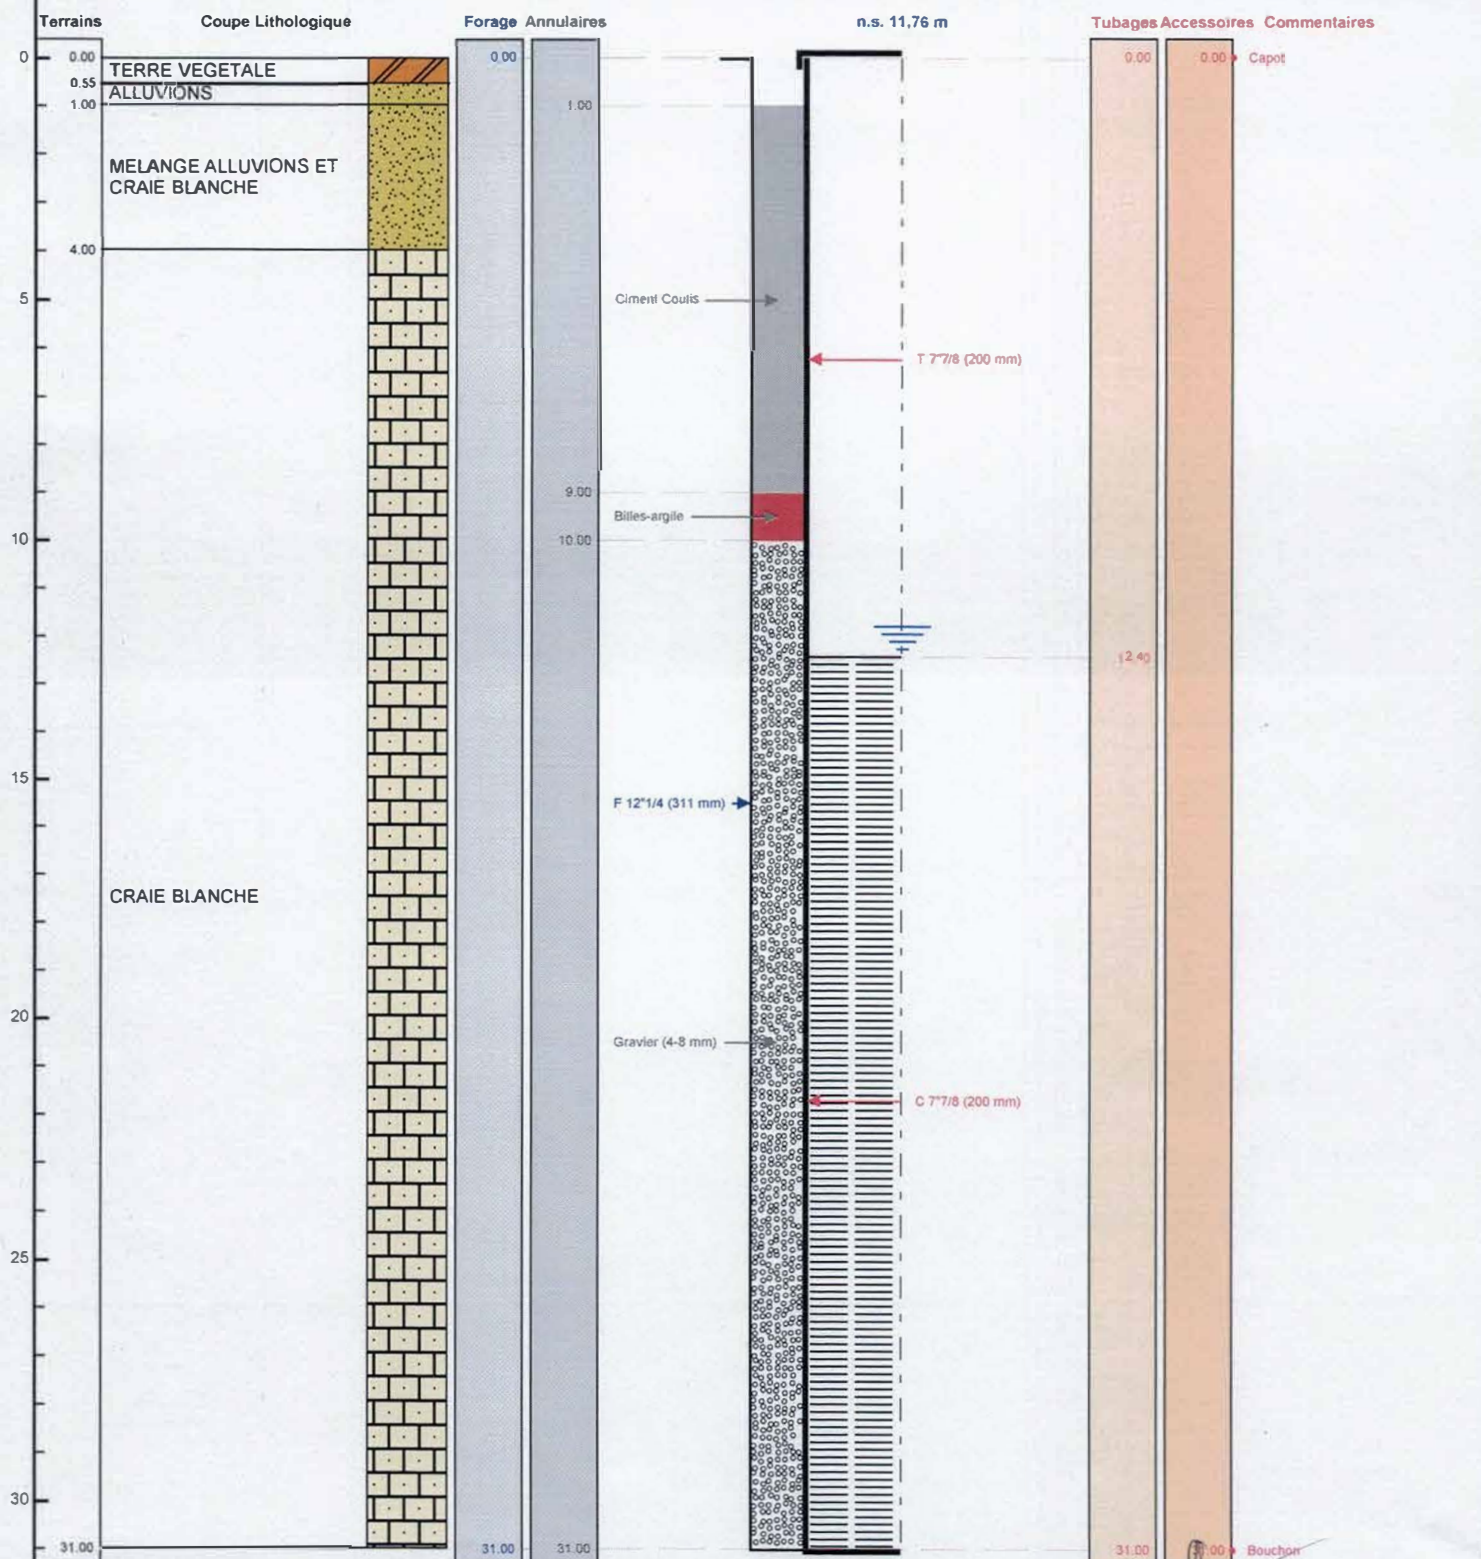 Terrains Coupe Lithologique Forage Annulaires n.s. 11,76 m Tubages Accessoires Commentaires
0 0.00 0.00 0.00 0.00 Capot
TERRE VEGETALE
0.55
ALLUVIONS
1.00 1.00
MELANGE ALLUVIONS ET
CRAIE BLANCHE
4.00
5 Ciment Coulis
T 7"7/8 (200 mm)
9.00
Billes-argile
10 10.00
12.40
15
F 12"1/4 (311 mm)
CRAIE BLANCHE
20
Gravier (4-8 mm)
C 7"7/8 (200 mm)
25
30
31.00 31.00 31.00 31.00 Bouchon